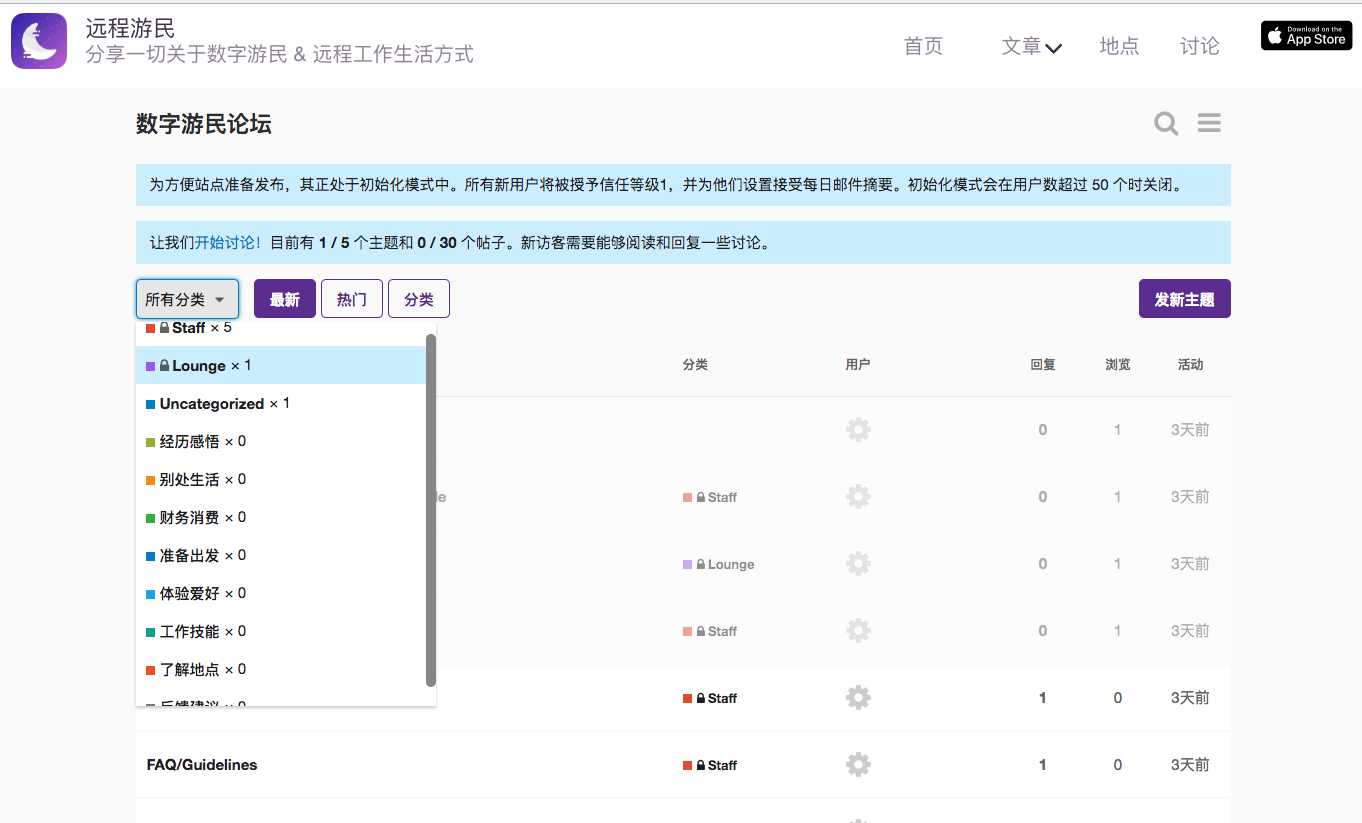 远程游民
分享一切关于数字游民 & 远程工作生活方式
首页 文章 地点 讨论
Download on the
App Store
数字游民论坛
为方便站点准备发布，其正处于初始化模式中。所有新用户将被授予信任等级1，并为他们设置接受每日邮件摘要。初始化模式会在用户数超过 50 个时关闭。
让我们开始讨论！目前有 1 / 5 个主题和 0 / 30 个帖子。新访客需要能够阅读和回复一些讨论。
所有分类 最新 热门 分类 发新主题
Staff × 5
Lounge × 1
分类 用户 回复 浏览 活动
Uncategorized × 1
0 1 3天前
经历感悟 × 0
别处生活 × 0
Staff 0 1 3天前
财务消费 × 0
准备出发 × 0
Lounge 0 1 3天前
体验爱好 × 0
工作技能 × 0
Staff 0 1 3天前
了解地点 × 0
反馈建议 × 0
Staff 1 0 3天前
FAQ/Guidelines Staff 1 0 3天前